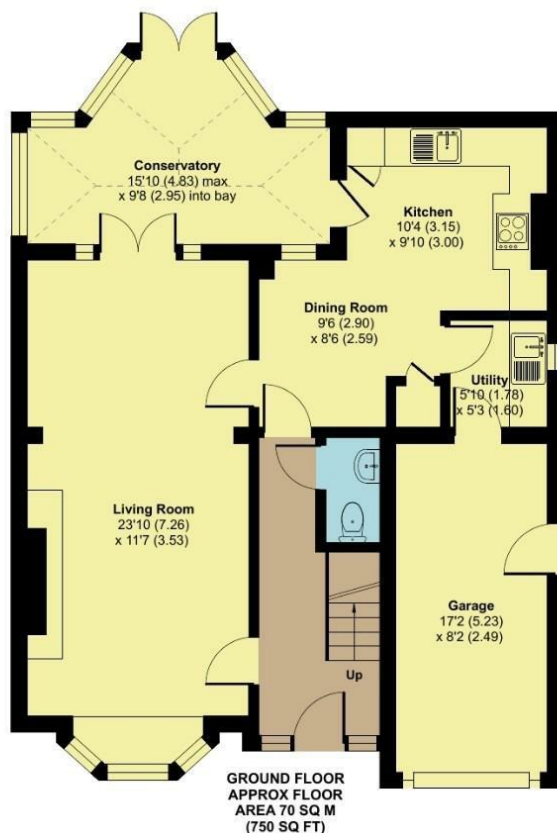 Conservatory
15'10 (4.83) max
x 9'8 (2.95) into bay
Kitchen
10'4 (3.15)
x 9'10 (3.00)
Dining Room
9'6 (2.90)
x 8'6 (2.59)
Utility
5'10 (1.78)
x 5'3 (1.60)
Living Room
23'10 (7.26)
x 11'7 (3.53)
Garage
17'2 (5.23)
x 8'2 (2.49)
Up
GROUND FLOOR
APPROX FLOOR
AREA 70 SQ M
(750 SQ FT)